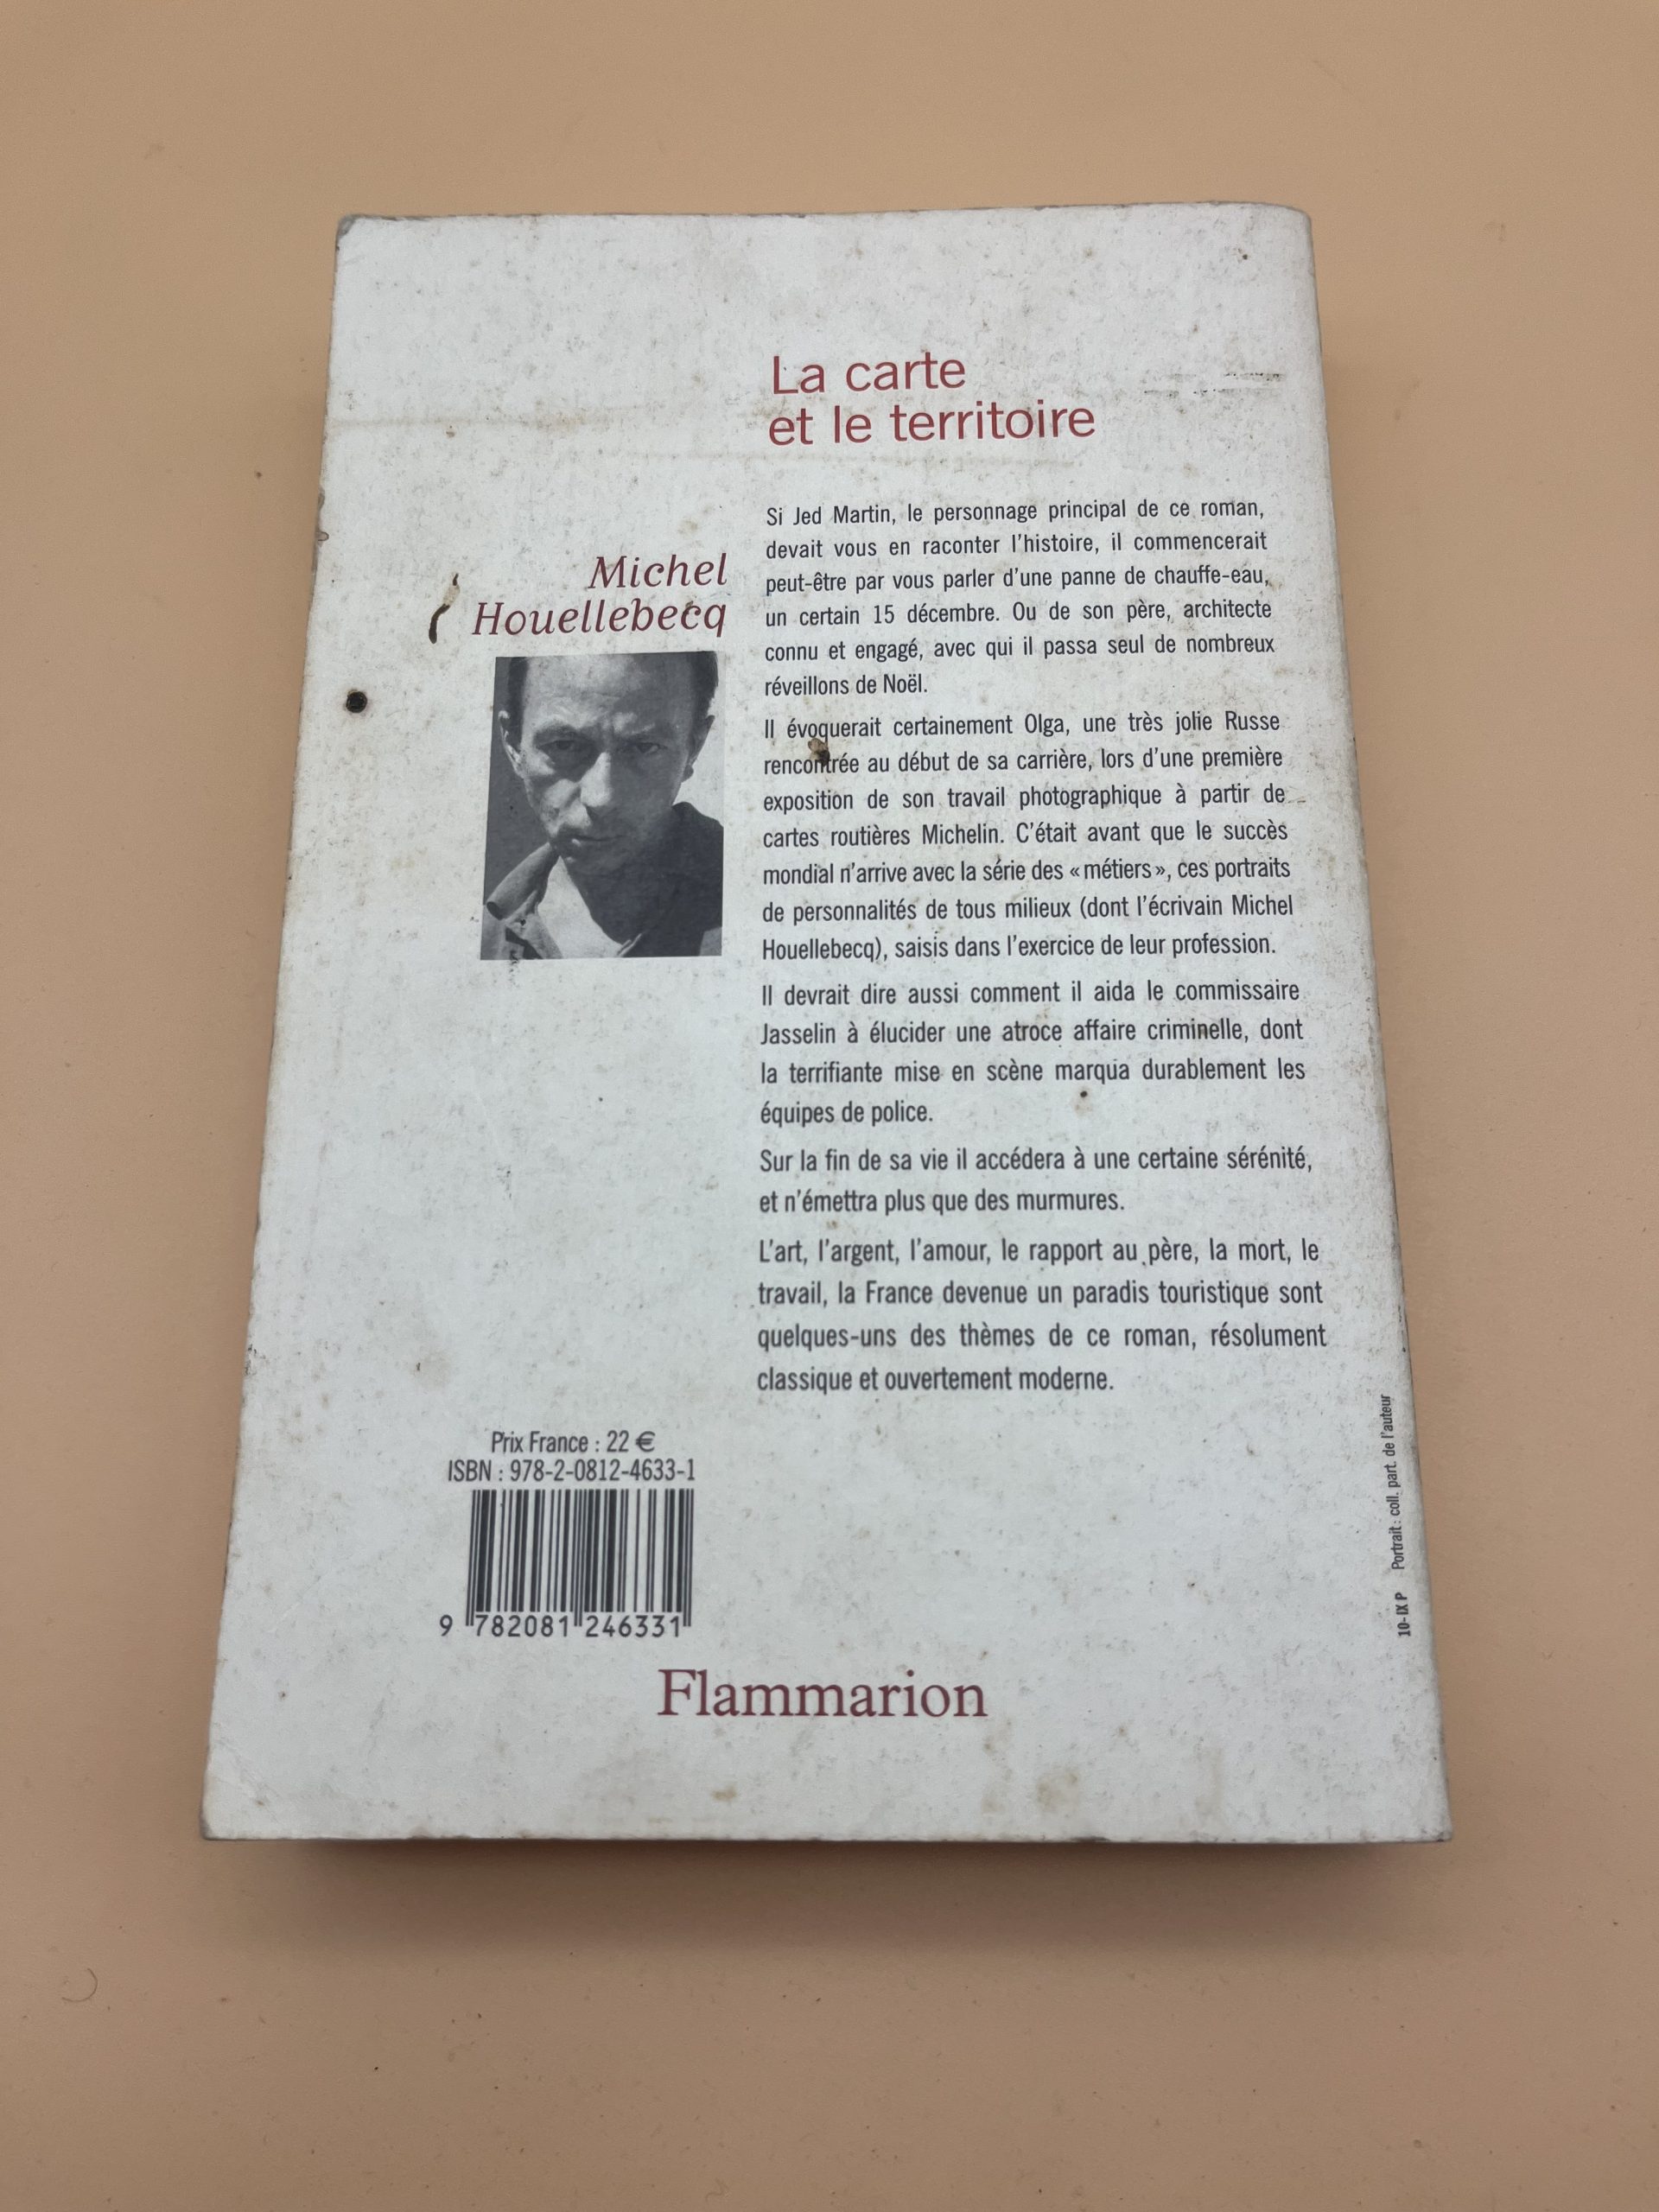 La carte
et le territoire
Michel
Houellebecq
Si Jed Martin, le personnage principal de ce roman,
devait vous en raconter l'histoire, il commencerait
peut-être par vous parler d'une panne de chauffe-eau,
un certain 15 décembre. Ou de son père, architecte
connu et engagé, avec qui il passa seul de nombreux
réveillons de Noël.
Il évoquerait certainement Olga, une très jolie Russe
rencontrée au début de sa carrière, lors d'une première
exposition de son travail photographique à partir de
cartes routières Michelin. C'était avant que le succès
mondial n'arrive avec la série des « métiers », ces portraits
de personnalités de tous milieux (dont l'écrivain Michel
Houellebecq), saisis dans l'exercice de leur profession.
Il devrait dire aussi comment il aida le commissaire
Jasselin à élucider une atroce affaire criminelle, dont
la terrifiante mise en scène marqua durablement les
équipes de police.
Sur la fin de sa vie il accédera à une certaine sérénité,
et n'émettra plus que des murmures.
L'art, l'argent, l'amour, le rapport au père, la mort, le
travail, la France devenue un paradis touristique sont
quelques-uns des thèmes de ce roman, résolument
classique et ouvertement moderne.
Prix France : 22 €
ISBN : 978-2-0812-4633-1
9 782081 246331
10-IX P Portrait : coll. part. de l'auteur
Flammarion